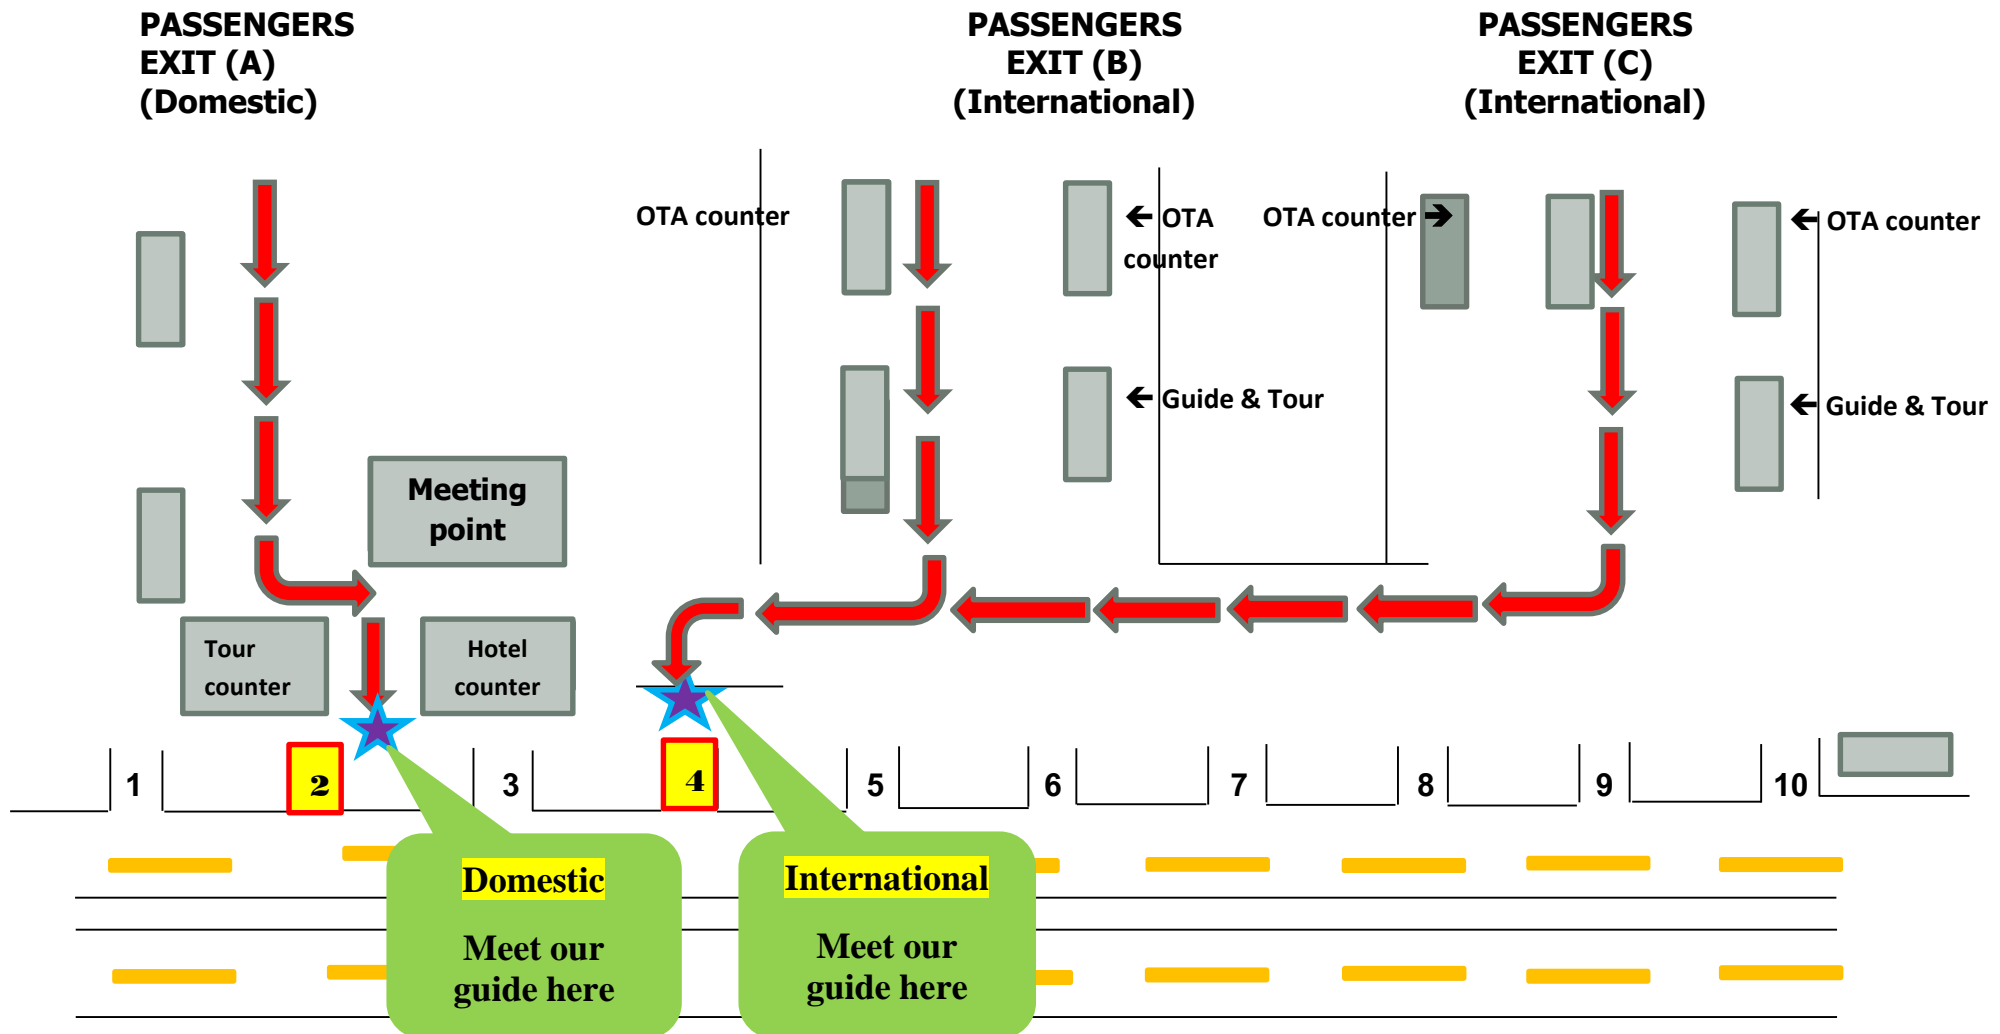 PASSENGERS
EXIT (A)
(Domestic)
PASSENGERS
EXIT (B)
(International)
PASSENGERS
EXIT (C)
(International)
OTA counter
← OTA
counter
OTA counter →
← OTA counter
← Guide & Tour
← Guide & Tour
Meeting
point
Tour
counter
Hotel
counter
1
2
3
4
5
6
7
8
9
10
Domestic
Meet our
guide here
International
Meet our
guide here